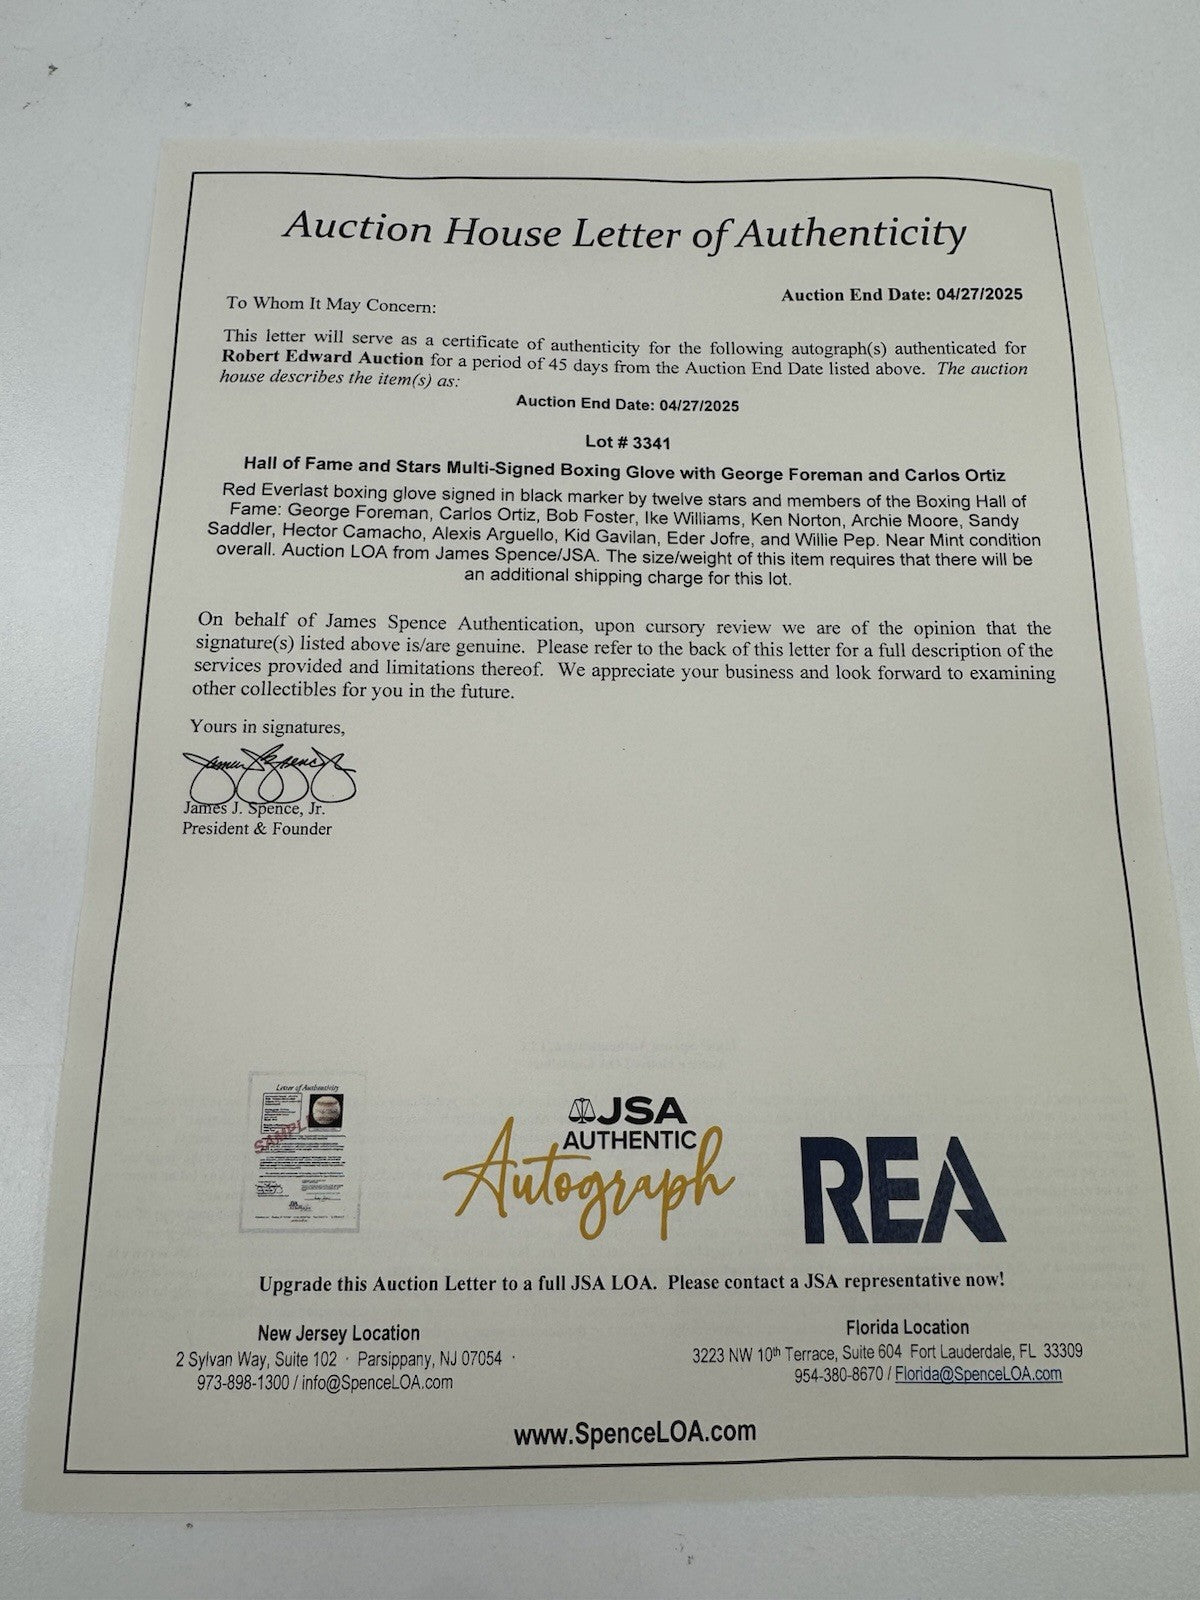 Auction House Letter of Authenticity
Auction End Date: 04/27/2025
To Whom It May Concern:
This letter will serve as a certificate of authenticity for the following autograph(s) authenticated for
Robert Edward Auction for a period of 45 days from the Auction End Date listed above. The auction
house describes the item(s) as:
Auction End Date: 04/27/2025
Lot # 3341
Hall of Fame and Stars Multi-Signed Boxing Glove with George Foreman and Carlos Ortiz
Red Everlast boxing glove signed in black marker by twelve stars and members of the Boxing Hall of
Fame: George Foreman, Carlos Ortiz, Bob Foster, Ike Williams, Ken Norton, Archie Moore, Sandy
Saddler, Hector Camacho, Alexis Arguello, Kid Gavilan, Eder Jofre, and Willie Pep. Near Mint condition
overall. Auction LOA from James Spence/JSA. The size/weight of this item requires that there will be
an additional shipping charge for this lot.
On behalf of James Spence Authentication, upon cursory review we are of the opinion that the
signature(s) listed above is/are genuine. Please refer to the back of this letter for a full description of the
services provided and limitations thereof. We appreciate your business and look forward to examining
other collectibles for you in the future.
Yours in signatures,
James J. Spence, Jr.
President & Founder
Letter of Authenticity
SAMPLE
JSA
AUTHENTIC
Autograph
REA
Upgrade this Auction Letter to a full JSA LOA. Please contact a JSA representative now!
New Jersey Location
2 Sylvan Way, Suite 102 · Parsippany, NJ 07054 ·
973-898-1300 / info@SpenceLOA.com
Florida Location
3223 NW 10th Terrace, Suite 604 Fort Lauderdale, FL 33309
954-380-8670 / Florida@SpenceLOA.com
www.SpenceLOA.com